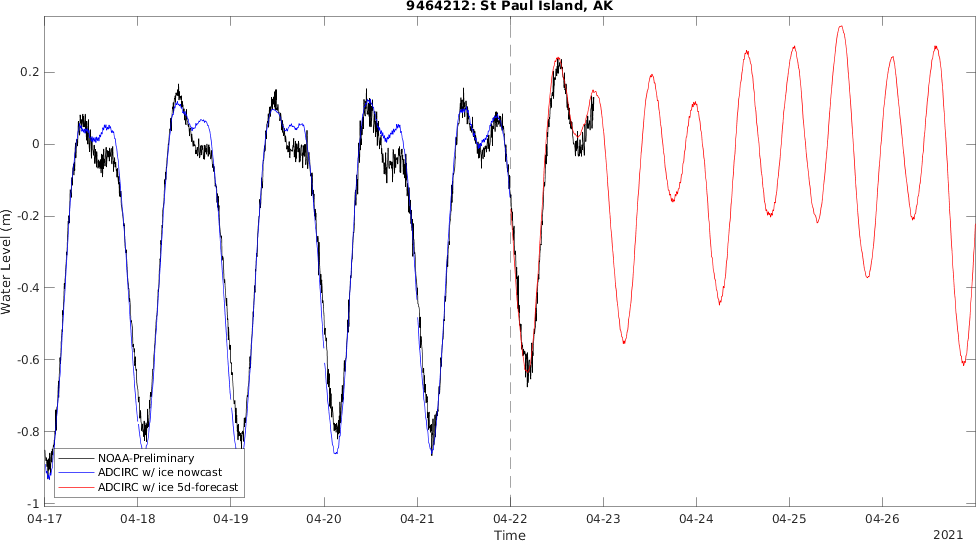 9464212: St Paul Island, AK
Water Level (m)
0.2
0
-0.2
-0.4
-0.6
-0.8
-1
NOAA-Preliminary
ADCIRC w/ ice nowcast
ADCIRC w/ ice 5d-forecast
04-17 04-18 04-19 04-20 04-21 04-22 04-23 04-24 04-25 04-26
Time
2021